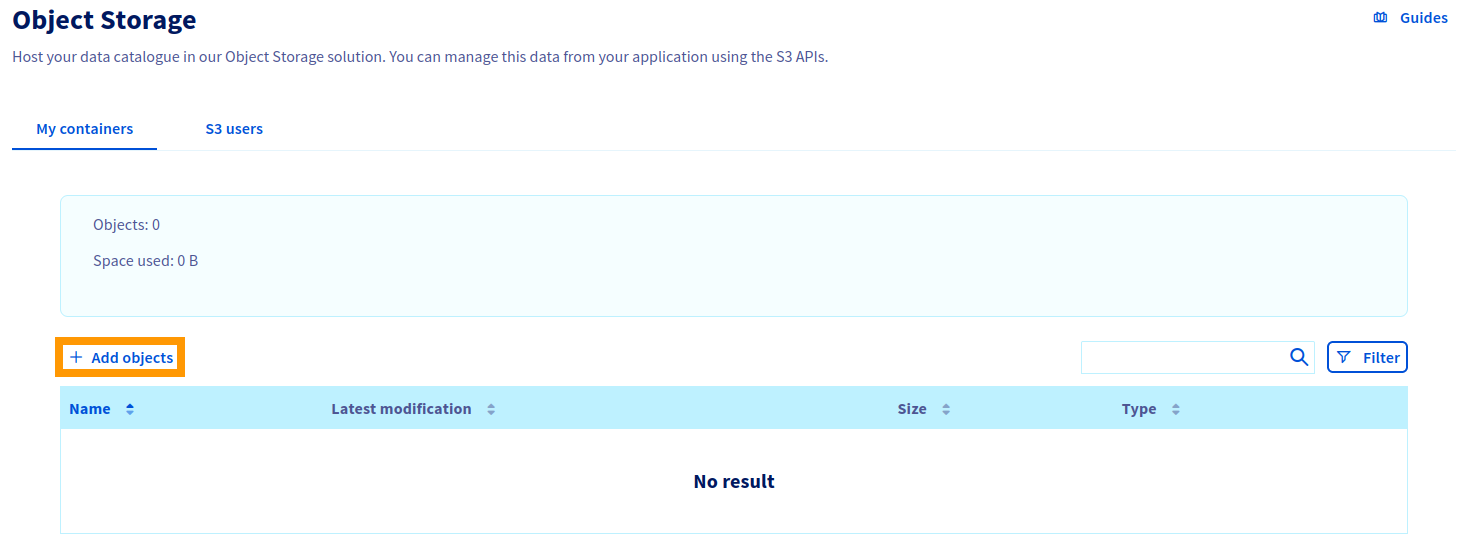 Object Storage
Guides
Host your data catalogue in our Object Storage solution. You can manage this data from your application using the S3 APIs.
My containers S3 users
Objects: 0
Space used: 0 B
+ Add objects Filter
Name Latest modification Size Type
No result